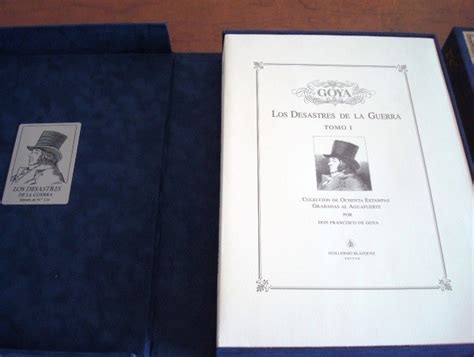 LOS DESASTRES
DE LA GUERRA
GOYA
LOS DESASTRES DE LA GUERRA
TOMO I
COLECCIÓN DE OCHENTA ESTAMPAS
GRABADAS AL AGUAFUERTE
POR
DON FRANCISCO DE GOYA
GUILLERMO BLAZQUEZ
EDITOR